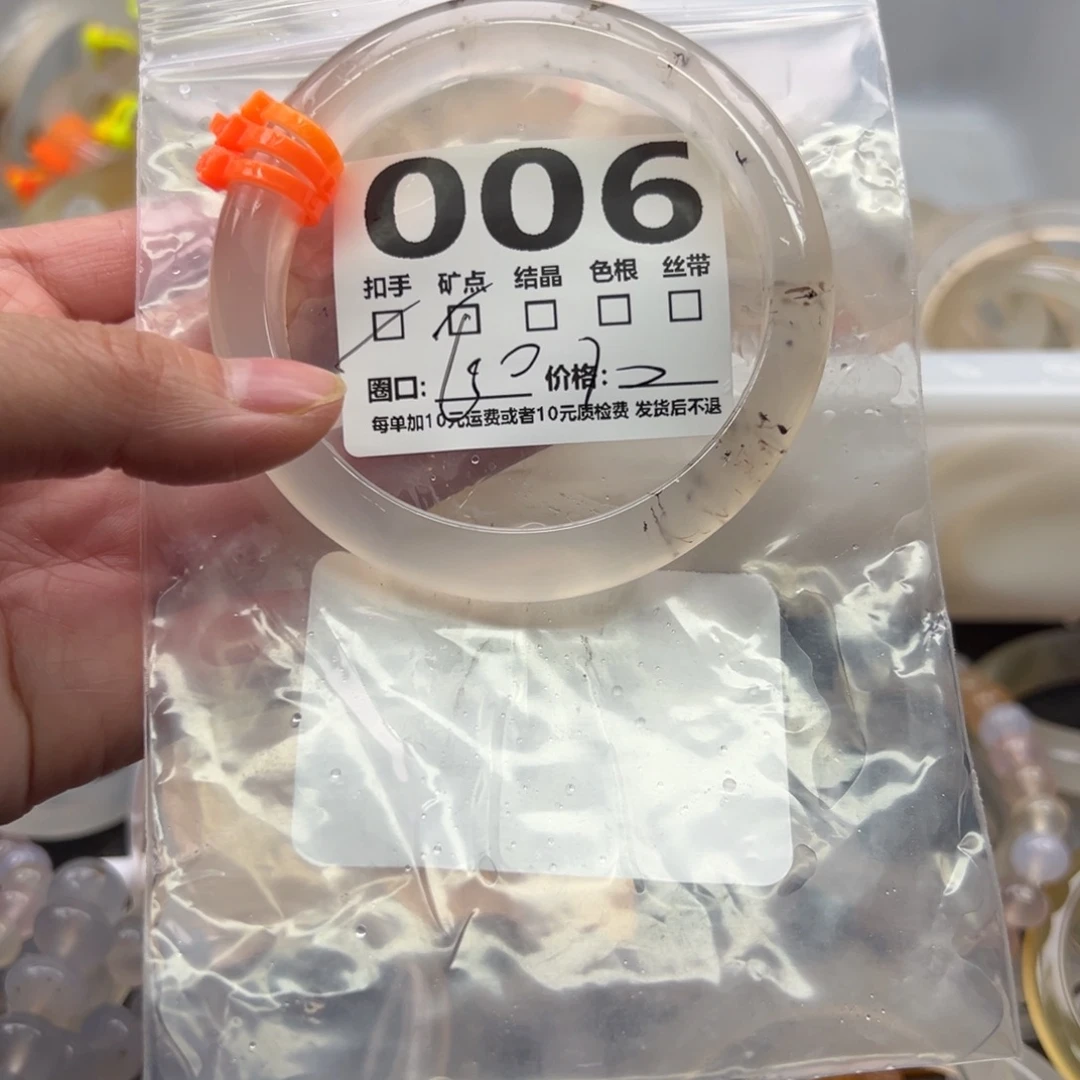 006
扣手 矿点 结晶 色根 丝带
圈口: 价格:
每单加10元运费或者10元质检费 发货后不退